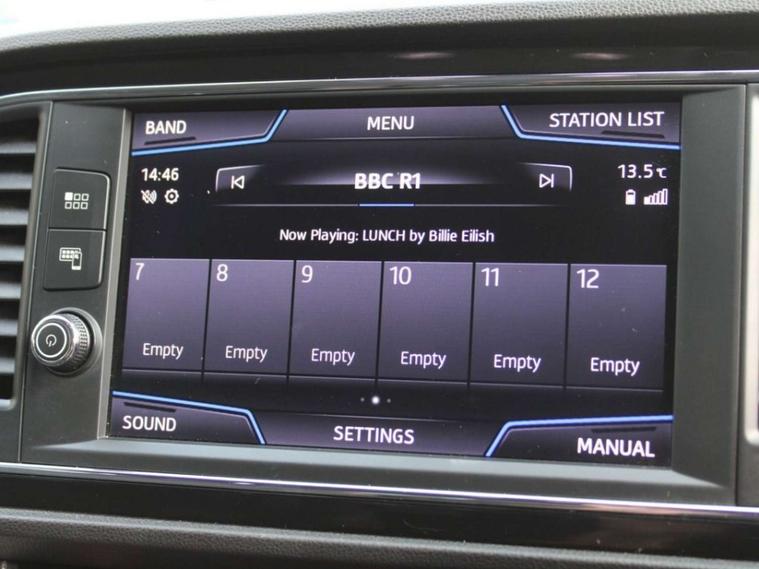 BAND
MENU
STATION LIST
14:46
BBC R1
13.5°C
Now Playing: LUNCH by Billie Eilish
7 8 9 10 11 12
Empty Empty Empty Empty Empty Empty
SOUND
SETTINGS
MANUAL